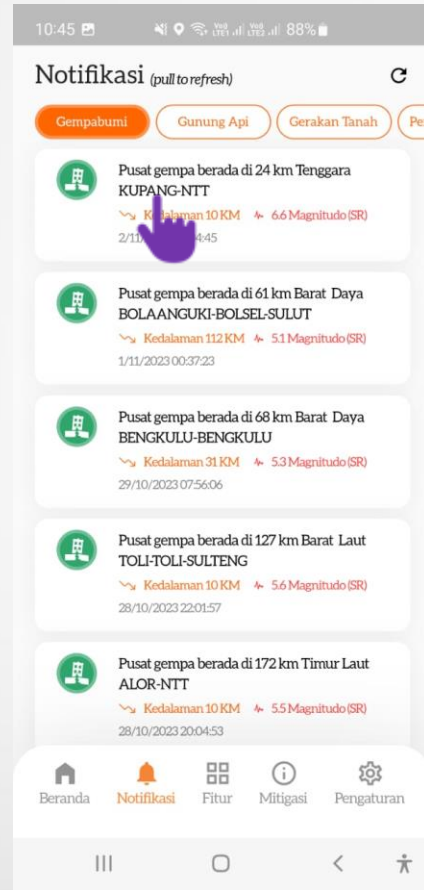 10:45 88%
Notifikasi (pull to refresh)
Gempabumi Gunung Api Gerakan Tanah
Pusat gempa berada di 24 km Tenggara
KUPANG-NTT
Kedalaman 10 KM 6.6 Magnitudo (SR)
2/11/ 4:45
Pusat gempa berada di 61 km Barat Daya
BOLAANGUKI-BOLSEL-SULUT
Kedalaman 112 KM 5.1 Magnitudo (SR)
1/11/2023 00:37:23
Pusat gempa berada di 68 km Barat Daya
BENGKULU-BENGKULU
Kedalaman 31 KM 5.3 Magnitudo (SR)
29/10/2023 07:56:06
Pusat gempa berada di 127 km Barat Laut
TOLI-TOLI-SULTENG
Kedalaman 10 KM 5.6 Magnitudo (SR)
28/10/2023 22:01:57
Pusat gempa berada di 172 km Timur Laut
ALOR-NTT
Kedalaman 10 KM 5.5 Magnitudo (SR)
28/10/2023 20:04:53
Beranda Notifikasi Fitur Mitigasi Pengaturan